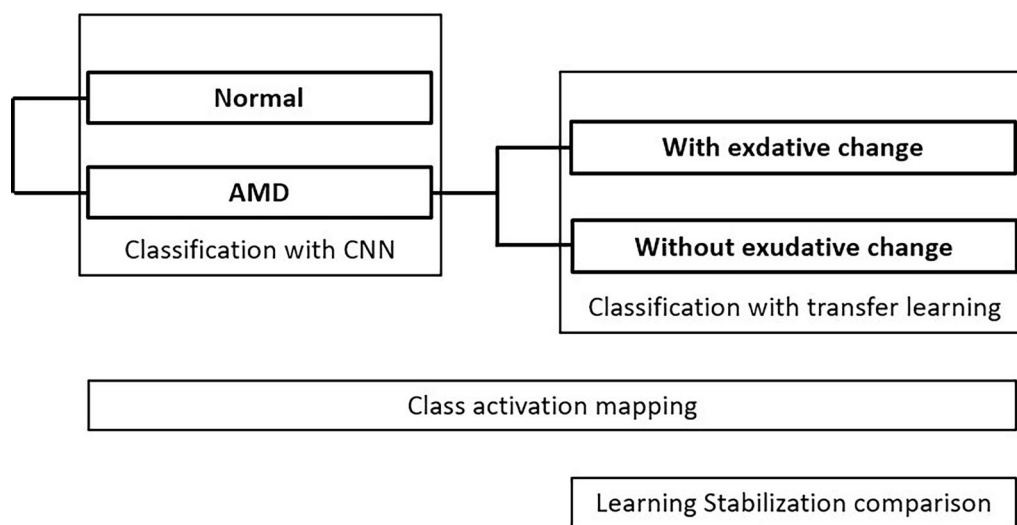 Normal
AMD
Classification with CNN
With exdative change
Without exudative change
Classification with transfer learning
Class activation mapping
Learning Stabilization comparison